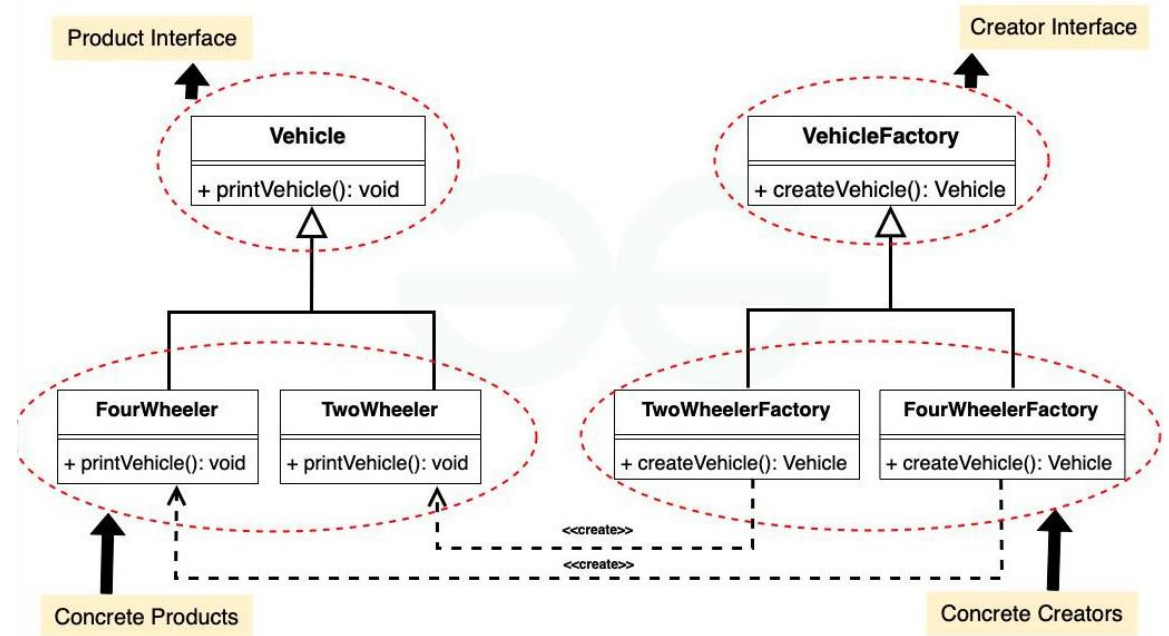 Product Interface
Creator Interface
Vehicle
+ printVehicle(): void
VehicleFactory
+ createVehicle(): Vehicle
FourWheeler
+ printVehicle(): void
TwoWheeler
+ printVehicle(): void
TwoWheelerFactory
+ createVehicle(): Vehicle
FourWheelerFactory
+ createVehicle(): Vehicle
<<create>>
<<create>>
Concrete Products
Concrete Creators